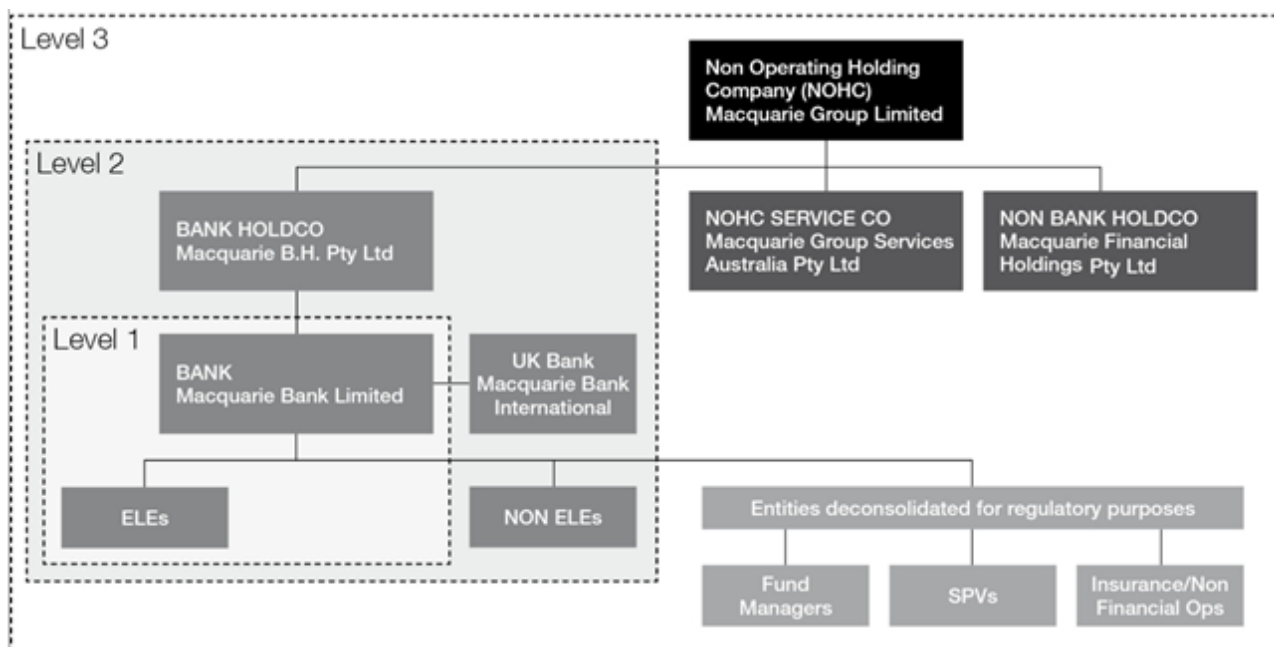 Level 3
Non Operating Holding
Company (NOHC)
Macquarie Group Limited
Level 2
BANK HOLDCO
Macquarie B.H. Pty Ltd
NOHC SERVICE CO
Macquarie Group Services
Australia Pty Ltd
NON BANK HOLDCO
Macquarie Financial
Holdings Pty Ltd
Level 1
BANK
Macquarie Bank Limited
UK Bank
Macquarie Bank
International
ELEs
NON ELEs
Entities deconsolidated for regulatory purposes
Fund
Managers
SPVs
Insurance/Non
Financial Ops